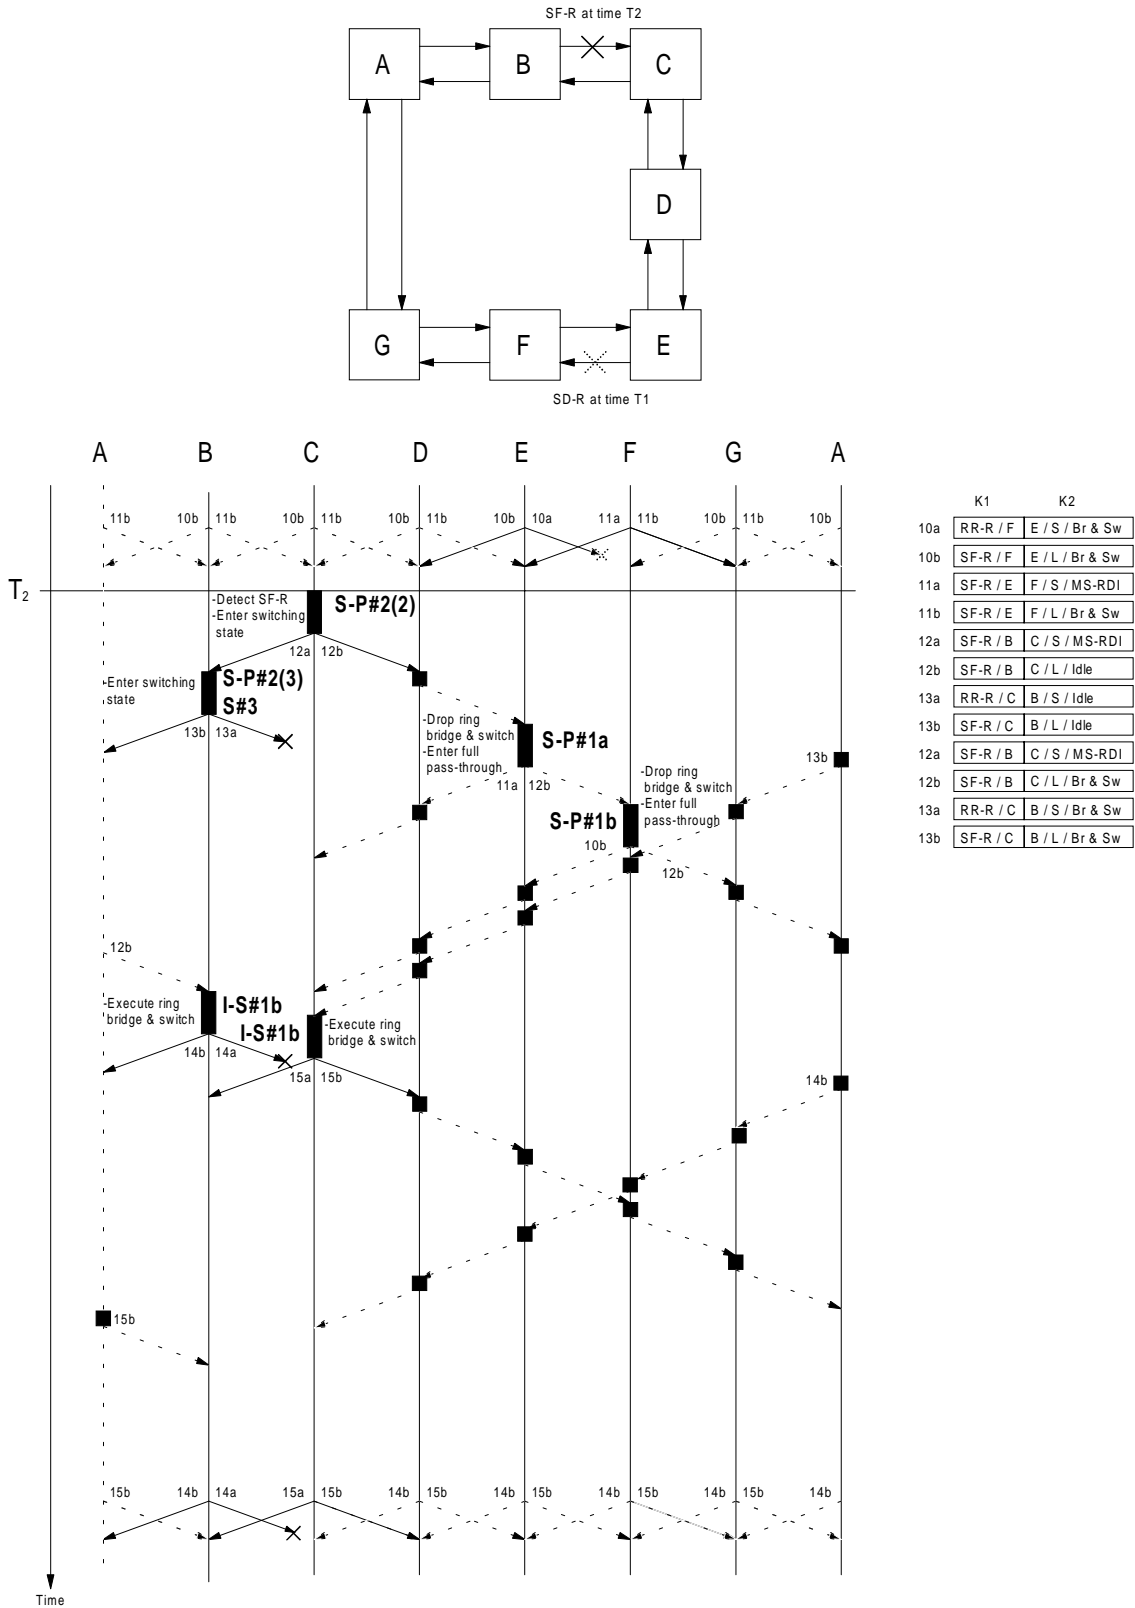 SF-R at time T2
A
B
C
D
G
F
E
SD-R at time T1
A B C D E F G A
K1 K2
11b 10b 11b 10b 11b 10b 11b 10b 10a 11a 11b 10b 11b 10b
10a RR-R / F E / S / Br & Sw
10b SF-R / F E / L / Br & Sw
11a SF-R / E F / S / MS-RDI
11b SF-R / E F / L / Br & Sw
12a SF-R / B C / S / MS-RDI
12b SF-R / B C / L / Idle
13a RR-R / C B / S / Idle
13b SF-R / C B / L / Idle
12a SF-R / B C / S / MS-RDI
12b SF-R / B C / L / Br & Sw
13a RR-R / C B / S / Br & Sw
13b SF-R / C B / L / Br & Sw
T2
-Detect SF-R
-Enter switching
state
S-P#2(2)
12a 12b
-Enter switching
state
S-P#2(3)
S#3
13b 13a
-Drop ring
bridge & switch
-Enter full
pass-through
S-P#1a
11a 12b
13b
-Drop ring
bridge & switch
-Enter full
pass-through
S-P#1b
10b
12b
12b
-Execute ring
bridge & switch
I-S#1b
I-S#1b
-Execute ring
bridge & switch
14b 14a
15a 15b
14b
15b
15b 14b 14a 15a 15b 14b 15b 14b 15b 14b 15b 14b 15b 14b
Time